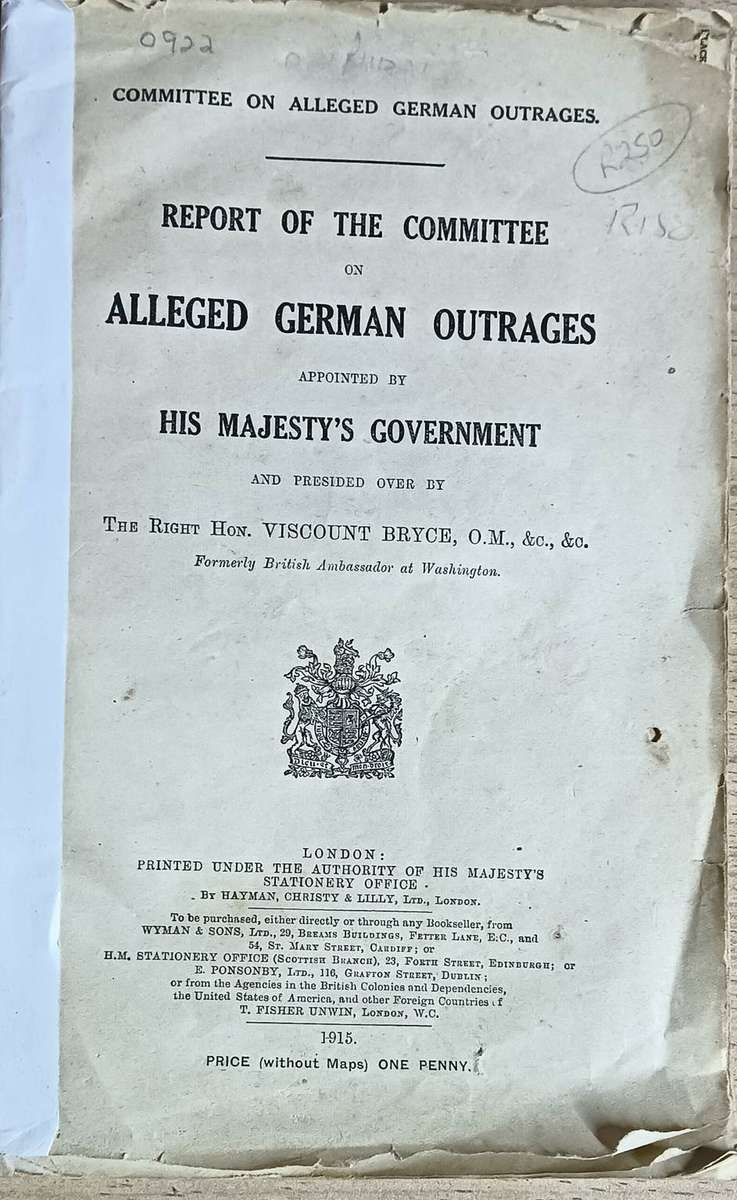 0922
COMMITTEE ON ALLEGED GERMAN OUTRAGES.
R250
R150
REPORT OF THE COMMITTEE
ON
ALLEGED GERMAN OUTRAGES
APPOINTED BY
HIS MAJESTY'S GOVERNMENT
AND PRESIDED OVER BY
THE RIGHT HON. VISCOUNT BRYCE, O.M., &c., &c.
Formerly British Ambassador at Washington.
LONDON:
PRINTED UNDER THE AUTHORITY OF HIS MAJESTY'S
STATIONERY OFFICE
BY HAYMAN, CHRISTY & LILLY, LTD., LONDON.
To be purchased, either directly or through any Bookseller, from
WYMAN & SONS, LTD., 29, BREAMS BUILDINGS, FETTER LANE, E.C., and
54, ST. MARY STREET, CARDIFF; or
H.M. STATIONERY OFFICE (SCOTTISH BRANCH), 23, FORTH STREET, EDINBURGH; or
E. PONSONBY, LTD., 116, GRAFTON STREET, DUBLIN;
or from the Agencies in the British Colonies and Dependencies,
the United States of America, and other Foreign Countries of
T. FISHER UNWIN, LONDON, W.C.
1915.
PRICE (without Maps) ONE PENNY.